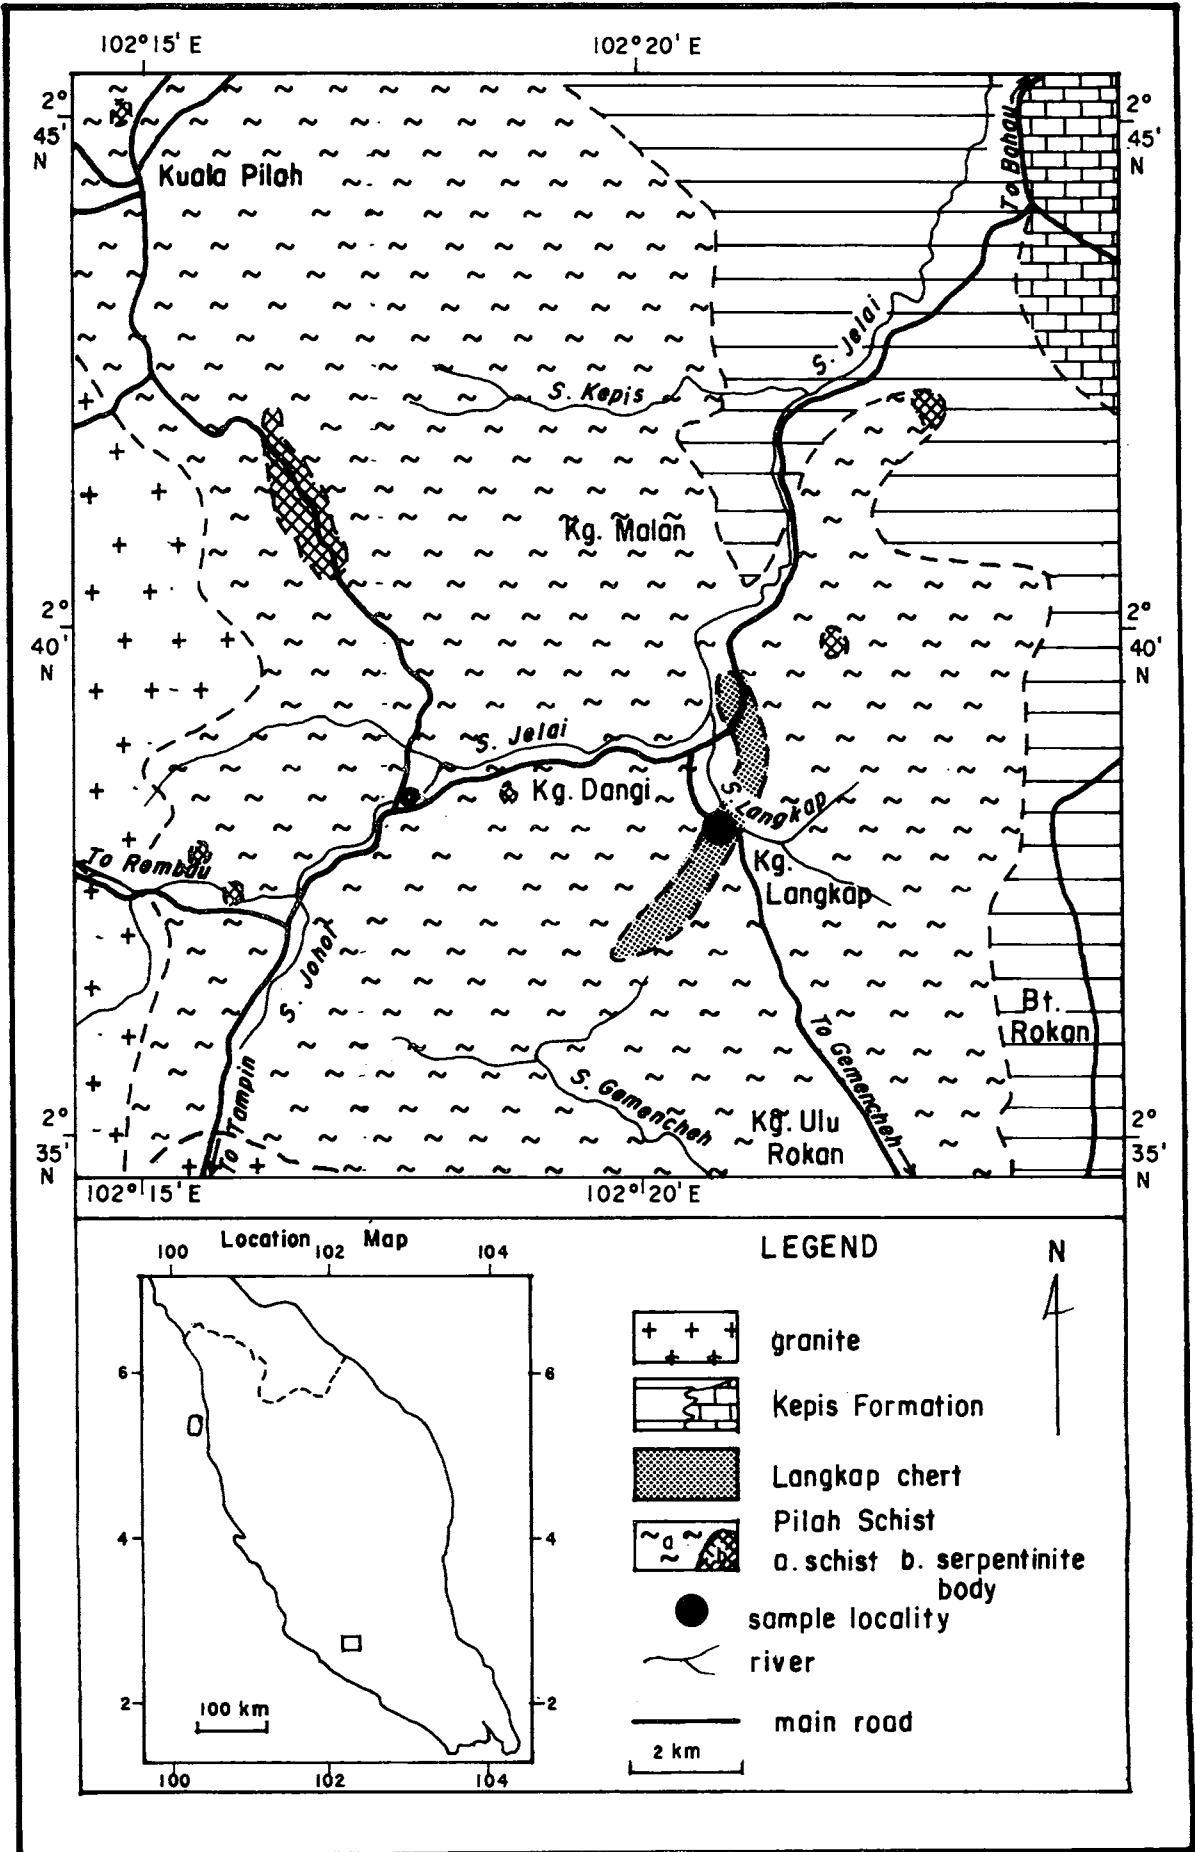 102°15' E
102°20' E
2°
45'
N
2°
45'
N
To Bahau
Kuala Pilah
S. Jelai
S. Kepis
Kg. Malan
2°
40'
N
2°
40'
N
S. Jelai
Kg. Dangi
S. Langkap
To Rembau
Kg.
Langkap
S. Johol
Bt.
Rokan
To Gemencheh
To Tampin
S. Gemencheh
Kg. Ulu
Rokan
2°
35'
N
2°
35'
N
102° 15' E
102° 20' E
Location Map
100 102 104
6 6
4 4
2 2
100 km
100 102 104
LEGEND
N
granite
Kepis Formation
Langkap chert
Pilah Schist
a
b
a. schist b. serpentinite
body
sample locality
river
main road
2 km